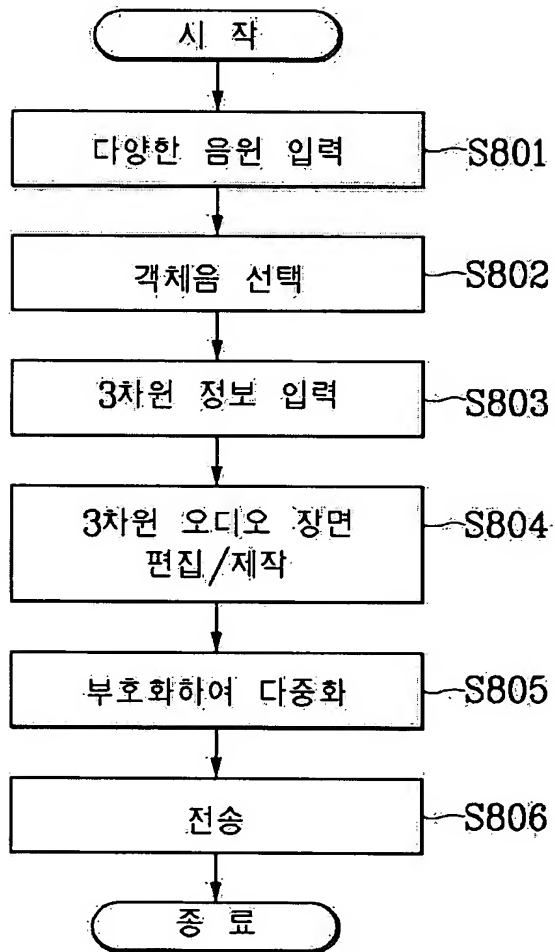 시 작
다양한 음원 입력 S801
객체음 선택 S802
3차원 정보 입력 S803
3차원 오디오 장면 S804
편집/제작
부호화하여 다중화 S805
전송 S806
종 료